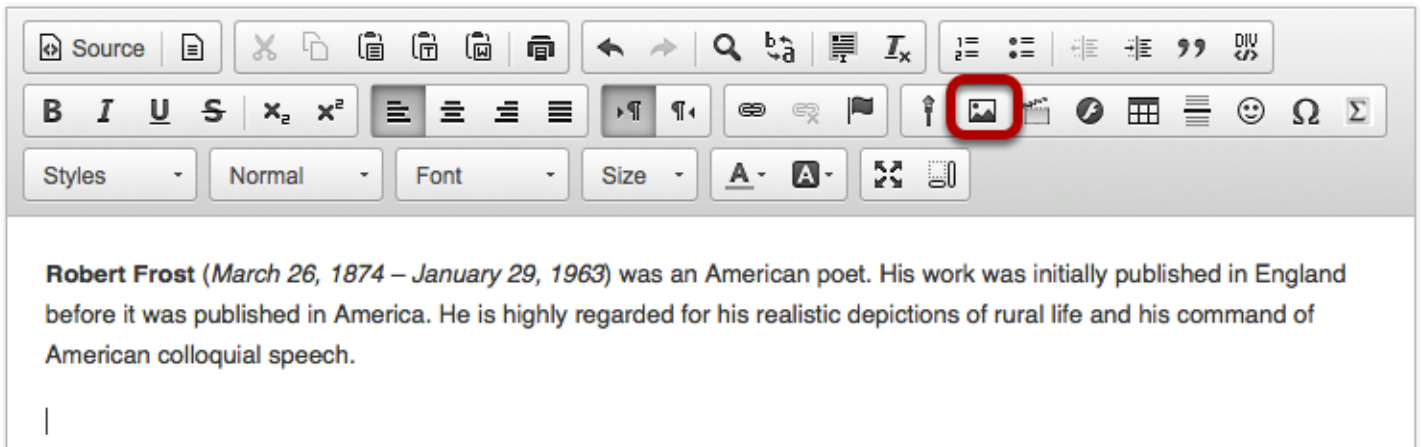 Source
B I U S x₂ x²
Ω Σ
Styles Normal Font Size A A
Robert Frost (March 26, 1874 – January 29, 1963) was an American poet. His work was initially published in England
before it was published in America. He is highly regarded for his realistic depictions of rural life and his command of
American colloquial speech.